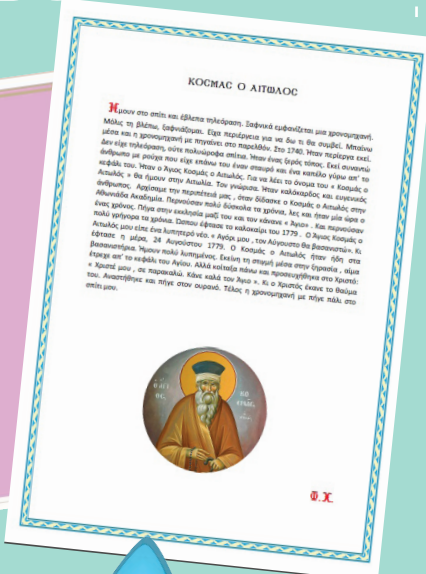 ΚΟСΜΑС Ο ΑΙΤѠΛΟС
Ήμουν στο σπίτι και έβλεπα τηλεόραση. Ξαφνικά εμφανίζεται μια χρονομηχανή.
Μόλις τη βλέπω, ξαφνιάζομαι. Είχα περιέργεια για να δω τι θα συμβεί. Μπαίνω
μέσα και η χρονομηχανή με πηγαίνει στο παρελθόν. Στο 1740. Ήταν περίεργα εκεί.
Δεν είχε τηλεόραση, ούτε πολυώροφα σπίτια. Ήταν ένας ξερός τόπος. Εκεί συναντώ
άνθρωπο με ρούχα που είχε επάνω του έναν σταυρό και ένα καπέλο γύρω απ' το
κεφάλι του. Ήταν ο Άγιος Κοσμάς ο Αιτωλός. Για να λέει το όνομα του « Κοσμάς ο
Αιτωλός » θα ήμουν στην Αιτωλία. Τον γνώρισα. Ήταν καλόκαρδος και ευγενικός
άνθρωπος. Αρχίσαμε την περιπέτειά μας , όταν δίδασκε ο Κοσμάς ο Αιτωλός στην
Αθωνιάδα Ακαδημία. Περνούσαν πολύ δύσκολα τα χρόνια, λες και ήταν μία ώρα ο
ένας χρόνος. Πήγα στην εκκλησία μαζί του και τον κάνανε « Άγιο» . Και περνούσαν
πολύ γρήγορα τα χρόνια. Ώσπου έφτασε το καλοκαίρι του 1779 . Ο Άγιος Κοσμάς ο
Αιτωλός μου είπε ένα λυπητερό νέο. « Αγόρι μου , τον Αύγουστο θα βασανιστώ». Κι
έφτασε η μέρα, 24 Αυγούστου 1779. Ο Κοσμάς ο Αιτωλός ήταν ήδη στα
βασανιστήρια. Ήμουν πολύ λυπημένος. Εκείνη τη στιγμή μέσα στην ξηρασία , αίμα
έτρεχε απ' το κεφάλι του Αγίου. Αλλά κοίταξα πάνω και προσευχήθηκα στο Χριστό:
« Χριστέ μου , σε παρακαλώ. Κάνε καλά τον Άγιο ». Κι ο Χριστός έκανε το θαύμα
του. Αναστήθηκε και πήγε στον ουρανό. Τέλος η χρονομηχανή με πήγε πάλι στο
σπίτι μου.
Φ.Χ.